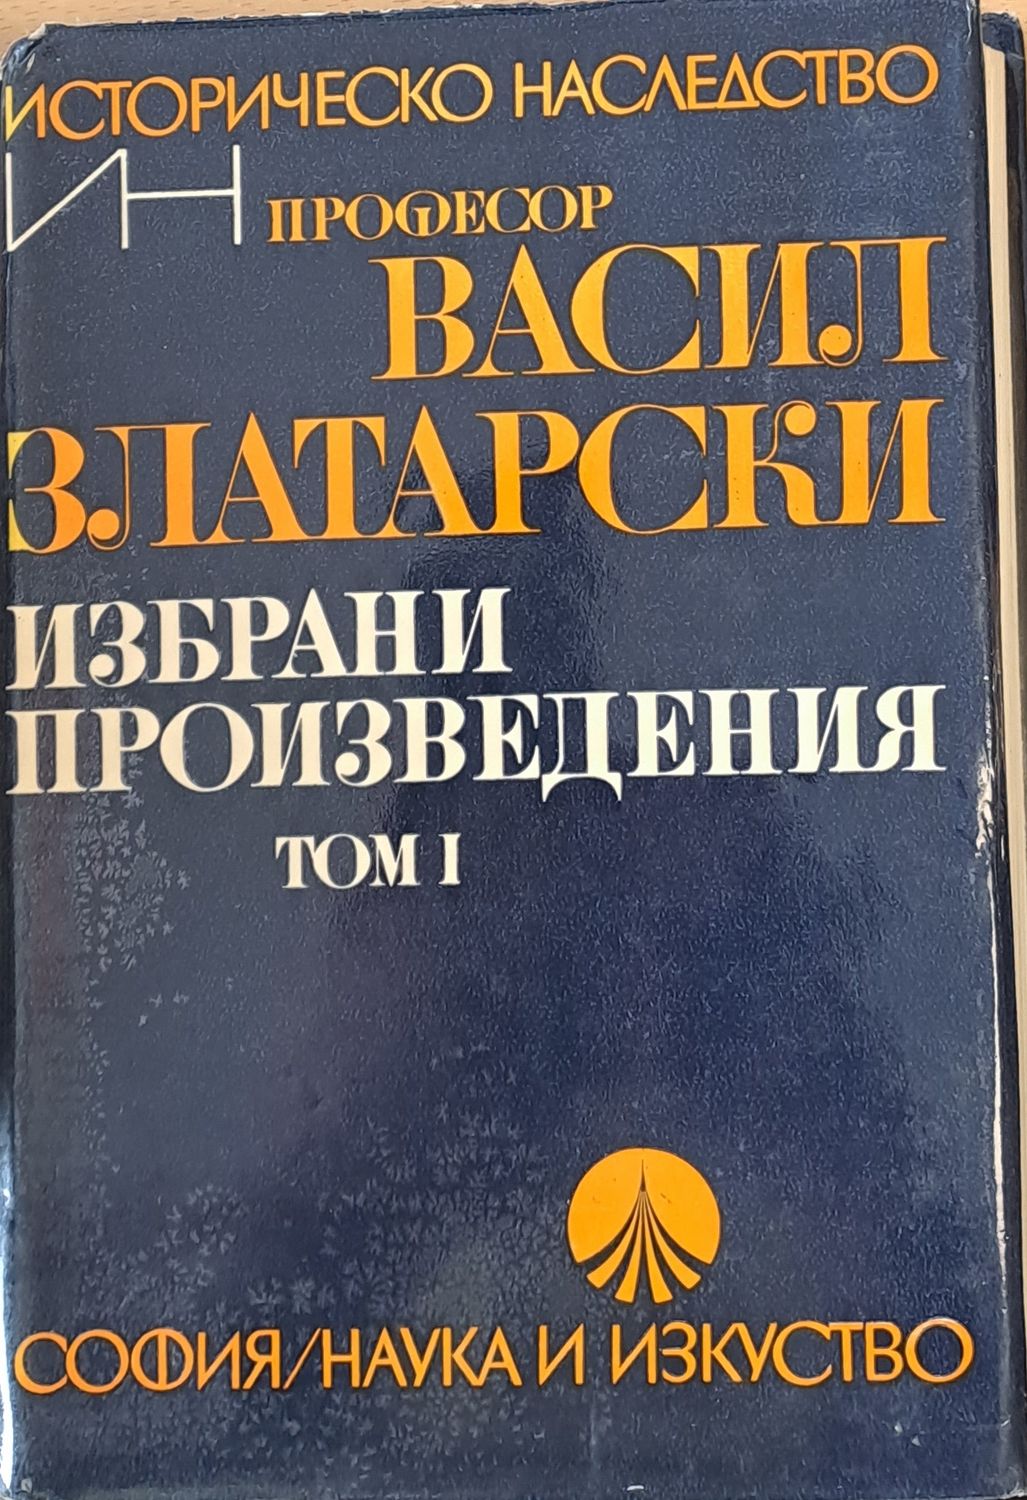 ИСТОРИЧЕСКО НАСЛЕДСТВО
ИН
ПРОФЕСОР
ВАСИЛ
ЗЛАТАРСКИ
ИЗБРАНИ
ПРОИЗВЕДЕНИЯ
ТОМ I
СОФИЯ/НАУКА И ИЗКУСТВО